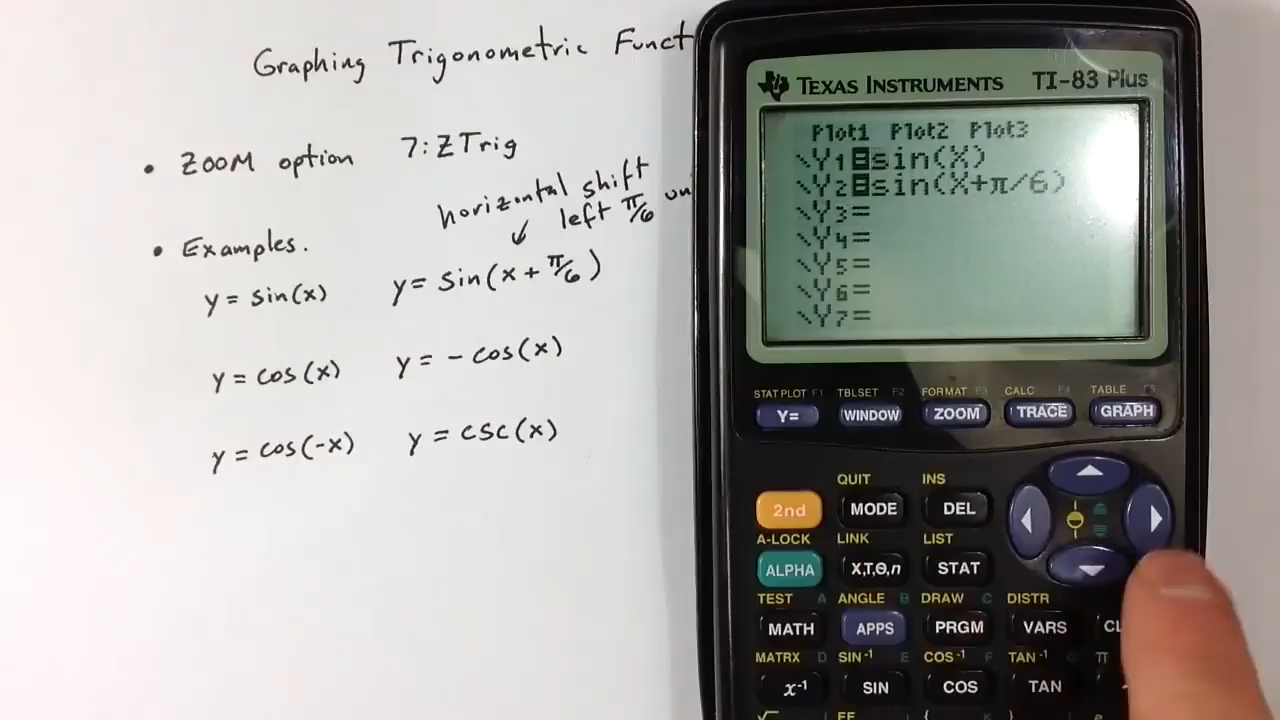 Graphing Trigonometric Funct
• ZOOM option 7: ZTrig
horizontal shift
left π/6 un
• Examples.
y = sin(x) y = sin(x + π/6)
y = cos(x) y = -cos(x)
y = cos(-x) y = csc(x)
TEXAS INSTRUMENTS TI-83 Plus
Plot1 Plot2 Plot3
\Y1=sin(X)
\Y2=sin(X+π/6)
\Y3=
\Y4=
\Y5=
\Y6=
\Y7=
STAT PLOT F1 TBLSET F2 FORMAT F3 CALC F4 TABLE F5
Y= WINDOW ZOOM TRACE GRAPH
QUIT INS
2nd MODE DEL
A-LOCK LINK LIST
ALPHA X,T,Θ,n STAT
TEST A ANGLE B DRAW C DISTR
MATH APPS PRGM VARS CL
MATRX D SIN-1 E COS-1 F TAN-1 G π
x-1 SIN COS TAN
√ EE { } e